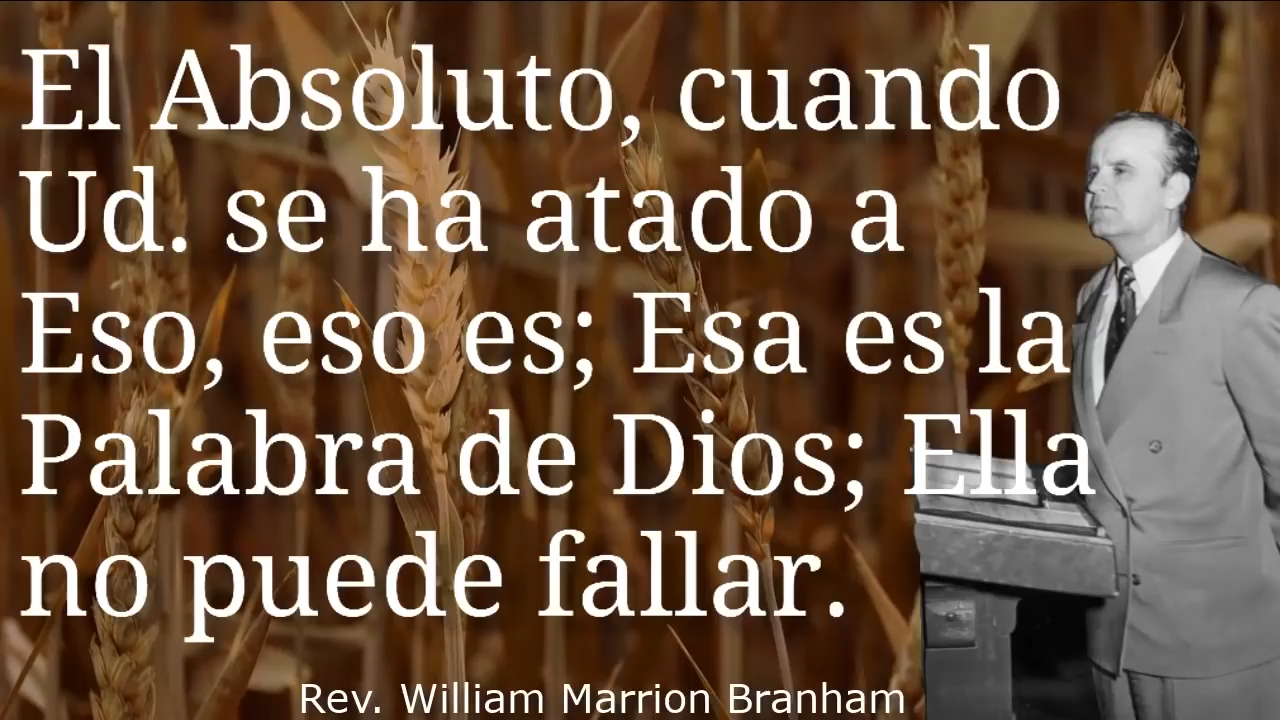 El Absoluto, cuando
Ud. se ha atado a
Eso, eso es; Esa es la
Palabra de Dios; Ella
no puede fallar.
Rev. William Marrion Branham